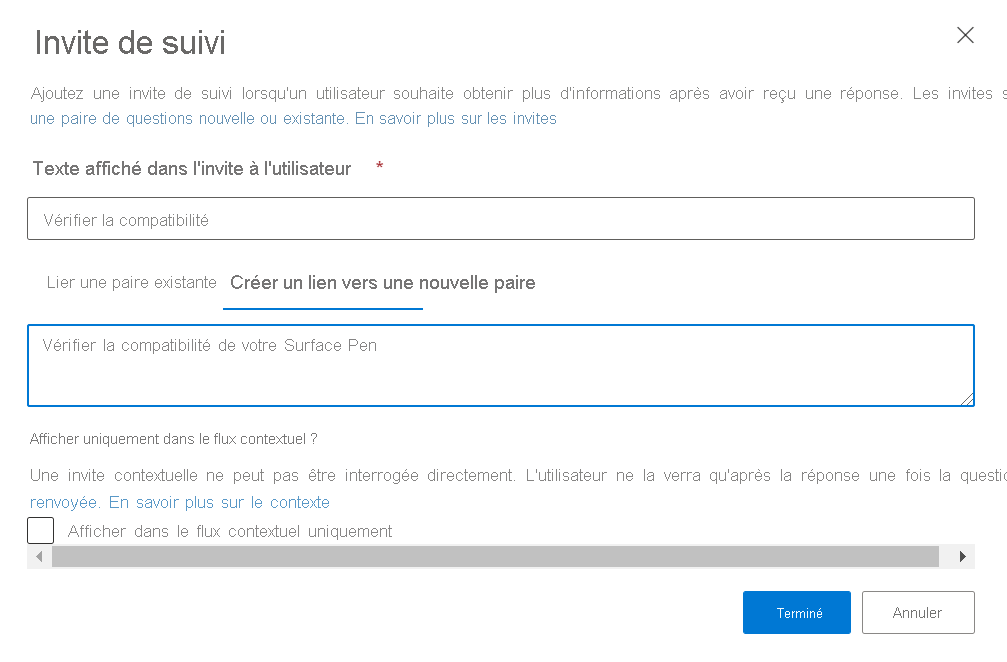 Invite de suivi
Ajoutez une invite de suivi lorsqu'un utilisateur souhaite obtenir plus d'informations après avoir reçu une réponse. Les invites
une paire de questions nouvelle ou existante. En savoir plus sur les invites
Texte affiché dans l'invite à l'utilisateur *
Vérifier la compatibilité
Lier une paire existante Créer un lien vers une nouvelle paire
Vérifier la compatibilité de votre Surface Pen
Afficher uniquement dans le flux contextuel ?
Une invite contextuelle ne peut pas être interrogée directement. L'utilisateur ne la verra qu'après la réponse une fois la
renvoyée. En savoir plus sur le contexte
Afficher dans le flux contextuel uniquement
Terminé Annuler